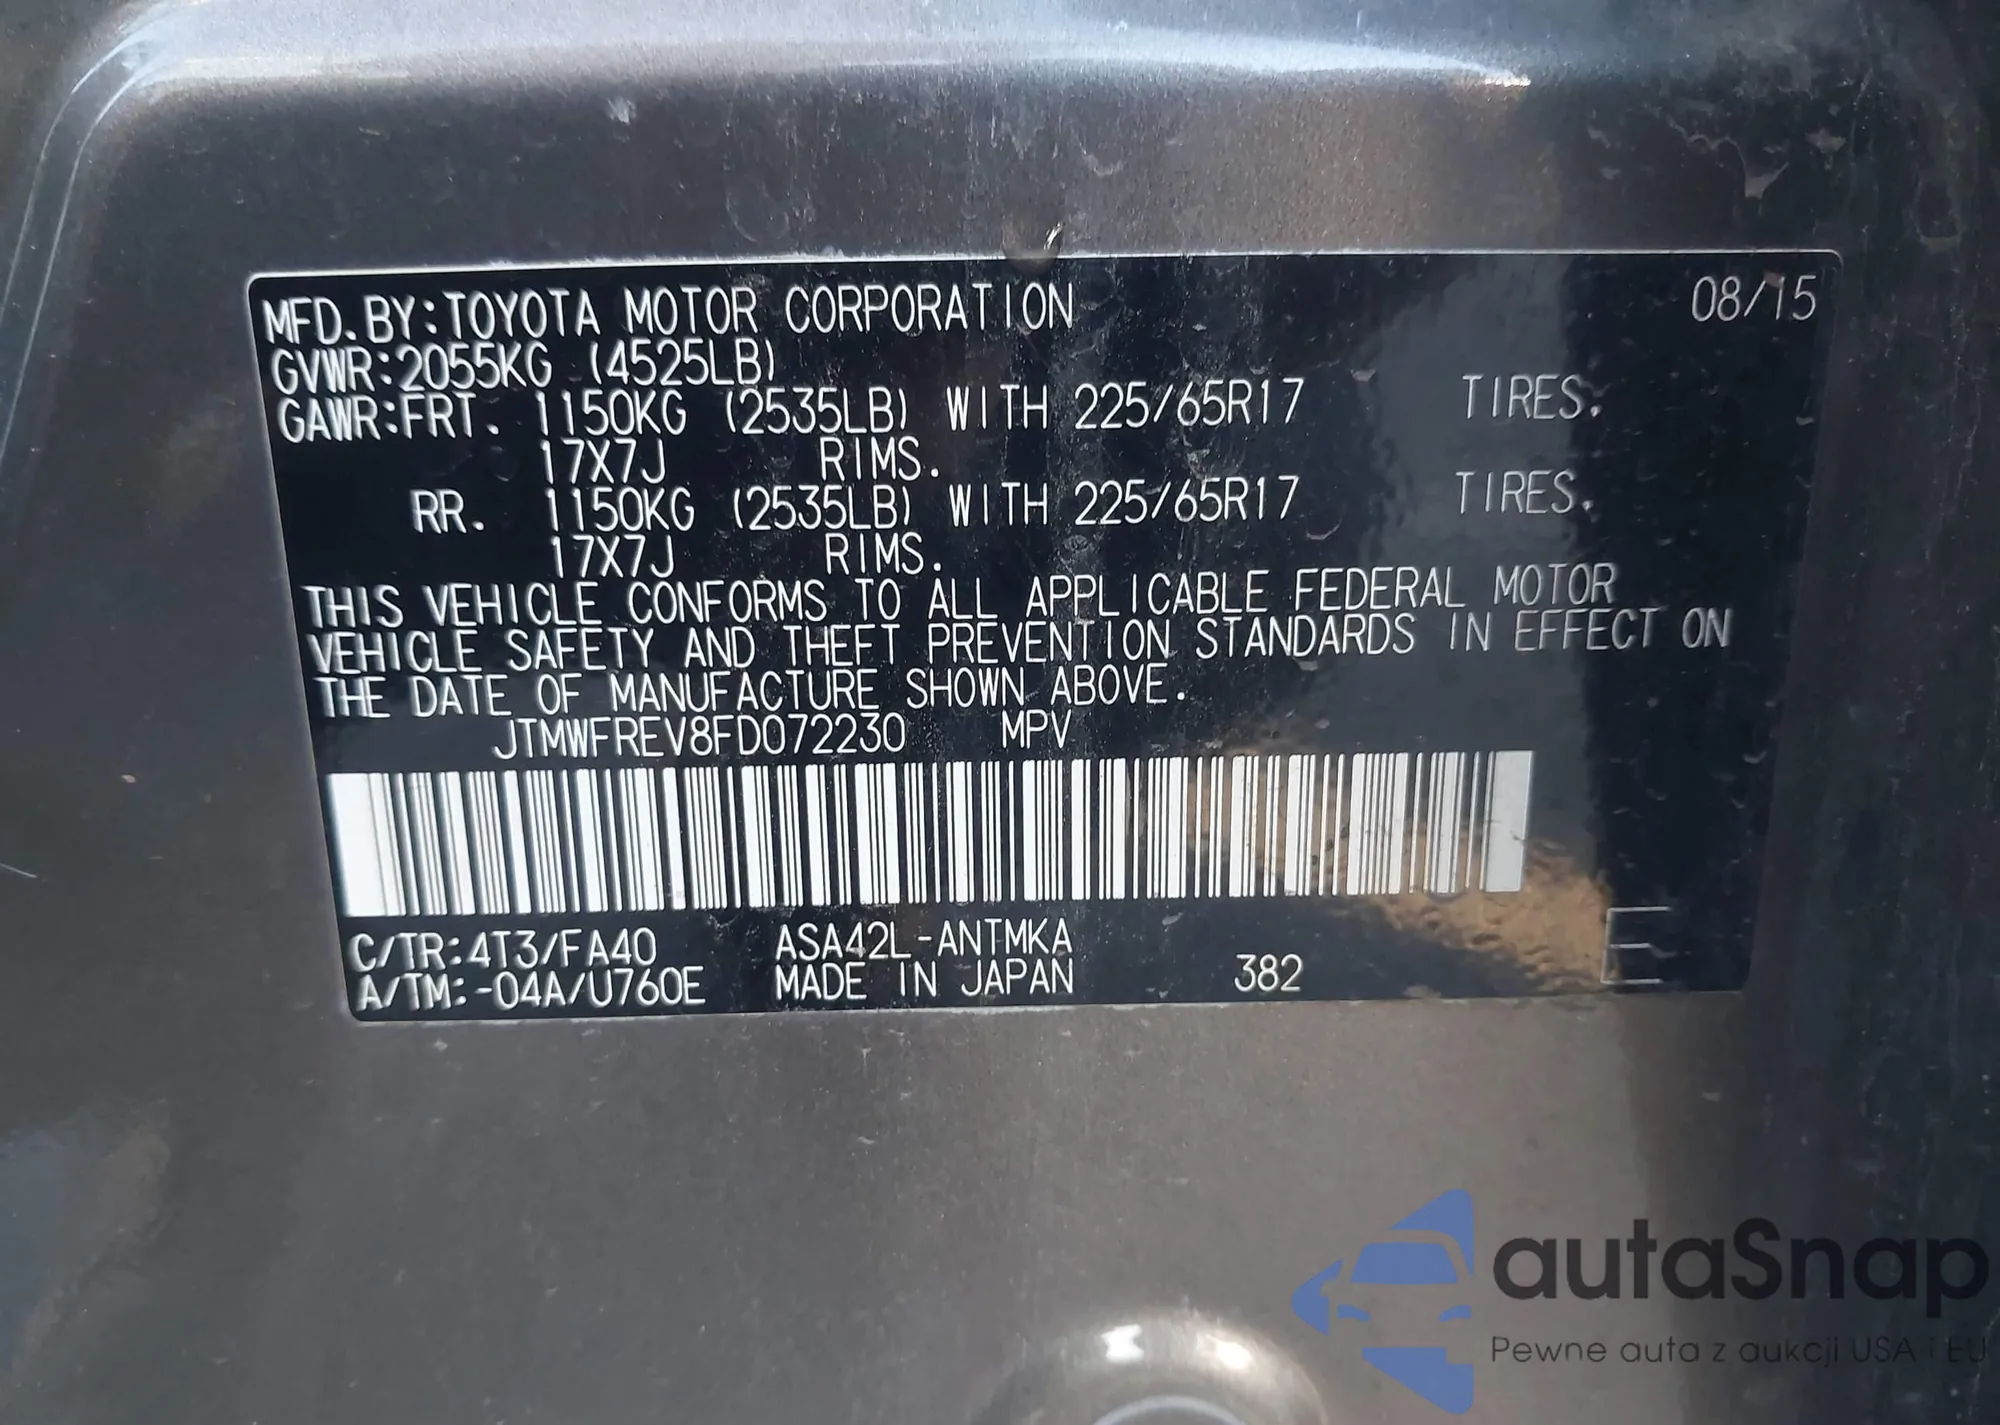 MFD.BY:TOYOTA MOTOR CORPORATION 08/15
GVWR:2055KG (4525LB)
GAWR:FRT. 1150KG (2535LB) WITH 225/65R17 TIRES.
17X7J RIMS.
RR. 1150KG (2535LB) WITH 225/65R17 TIRES.
17X7J RIMS.
THIS VEHICLE CONFORMS TO ALL APPLICABLE FEDERAL MOTOR
VEHICLE SAFETY AND THEFT PREVENTION STANDARDS IN EFFECT ON
THE DATE OF MANUFACTURE SHOWN ABOVE.
JTMWFREV8FD072230 MPV
C/TR:4T3/FA40 ASA42L-ANTMKA
A/TM:-04A/U760E MADE IN JAPAN 382 E
autaSnap
Pewne auta z aukcji USA i EU